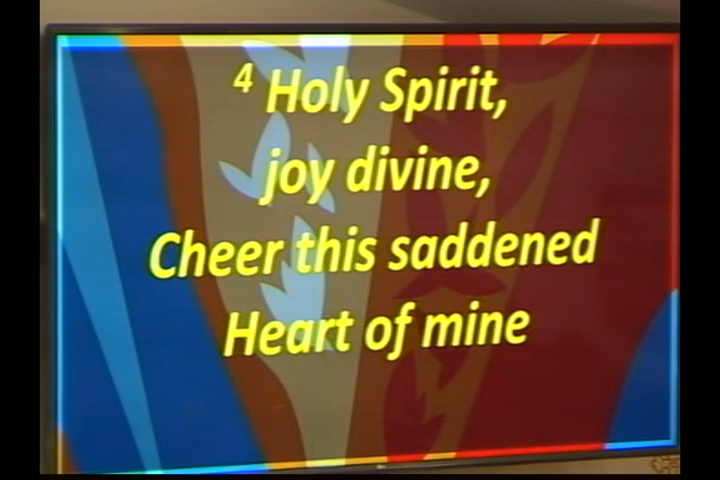 4 Holy Spirit,
joy divine,
Cheer this saddened
Heart of mine